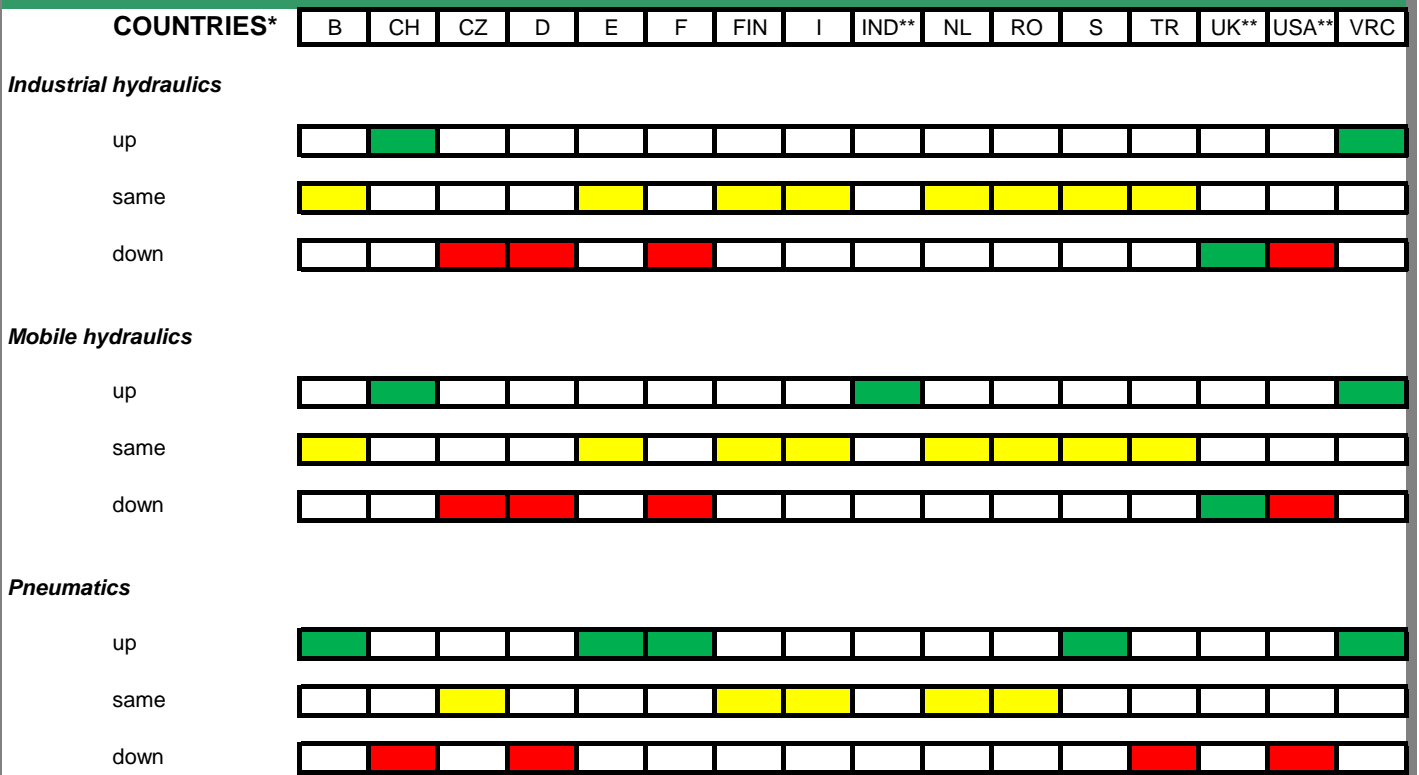 COUNTRIES* B CH CZ D E F FIN I IND** NL RO S TR UK** USA** VRC
Industrial hydraulics
up
same
down
Mobile hydraulics
up
same
down
Pneumatics
up
same
down